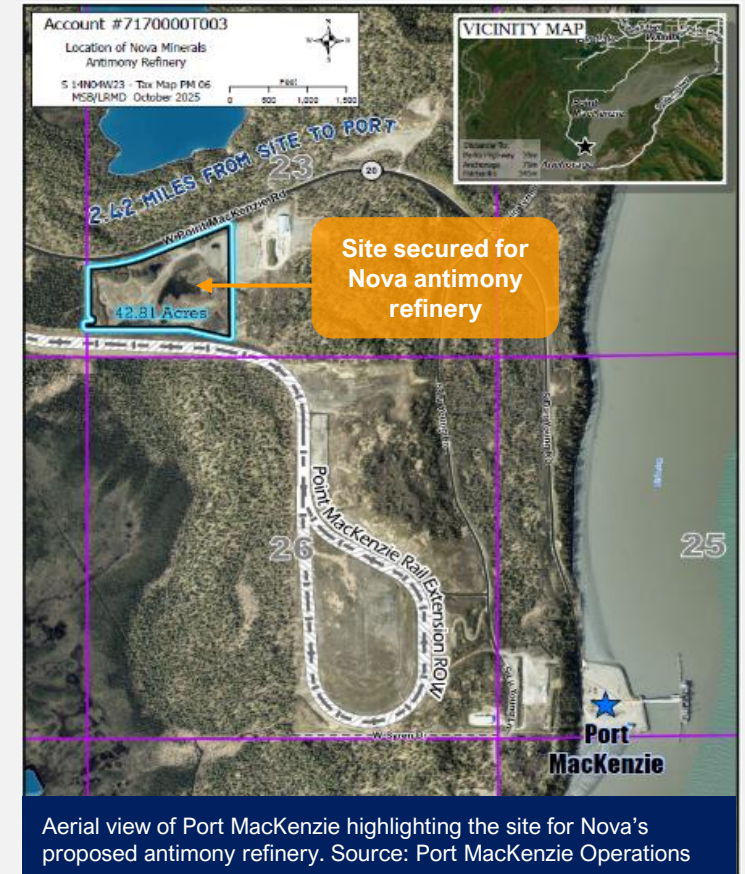 Account #7170000T003
Location of Nova Minerals
Antimony Refinery
S 14N04W23 - Tax Map PM 06
MSB/LRMD October 2025
Feet
0 500 1,000 1,500
N
W
E
S
VICINITY MAP
Point
MacKenzie
Distance To:
Anchorage
2.42 MILES FROM SITE TO PORT
23
20
W Point MacKenzie Rd
Site secured for
Nova antimony
refinery
42.81 Acres
Point MacKenzie Rail Extension ROW
26
25
Port
MacKenzie
Aerial view of Port MacKenzie highlighting the site for Nova’s
proposed antimony refinery. Source: Port MacKenzie Operations